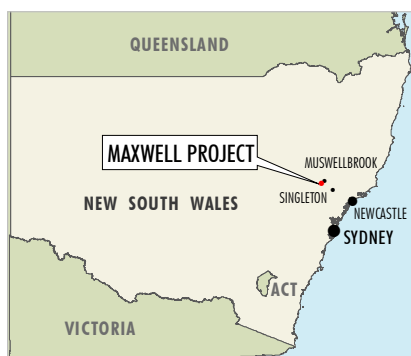 QUEENSLAND
MAXWELL PROJECT
MUSWELLBROOK
SINGLETON
NEW SOUTH WALES
NEWCASTLE
SYDNEY
ACT
VICTORIA